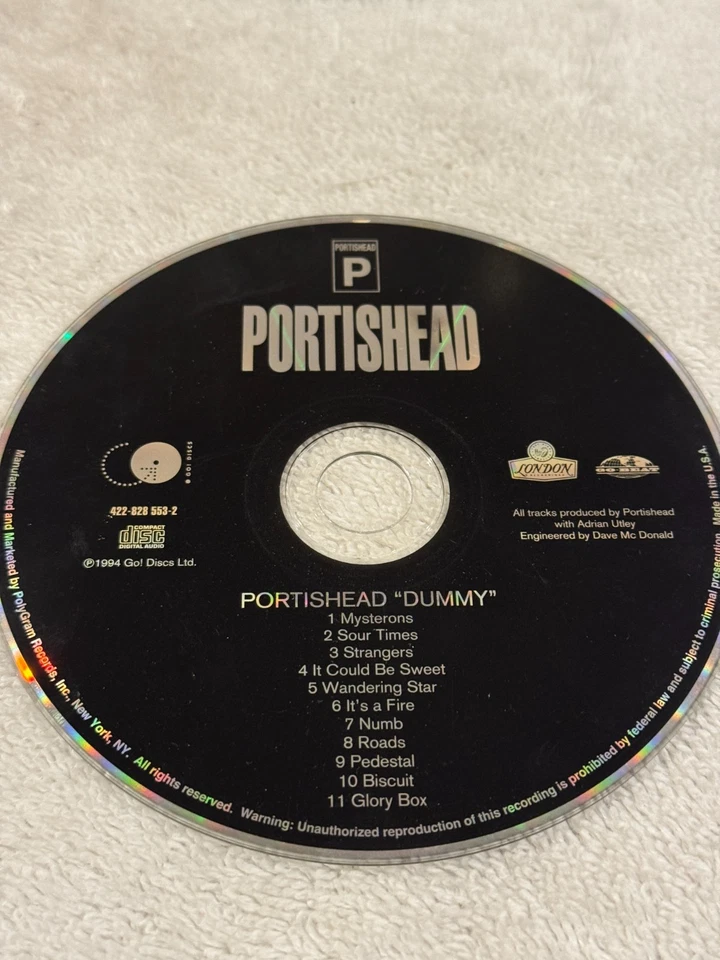 PORTISHEAD
P
PORTISHEAD
GO! DISCS
422-828 553-2
COMPACT
disc
DIGITAL AUDIO
℗1994 Go! Discs Ltd.
LONDON
RECORDINGS
GO BEAT
All tracks produced by Portishead
with Adrian Utley
Engineered by Dave Mc Donald
PORTISHEAD “DUMMY”
1 Mysterons
2 Sour Times
3 Strangers
4 It Could Be Sweet
5 Wandering Star
6 It's a Fire
7 Numb
8 Roads
9 Pedestal
10 Biscuit
11 Glory Box
Manufactured and Marketed by PolyGram Records, Inc., New York, NY. All rights reserved. Warning: Unauthorized reproduction of this recording is prohibited by federal law and subject to criminal prosecution. Made in the U.S.A.